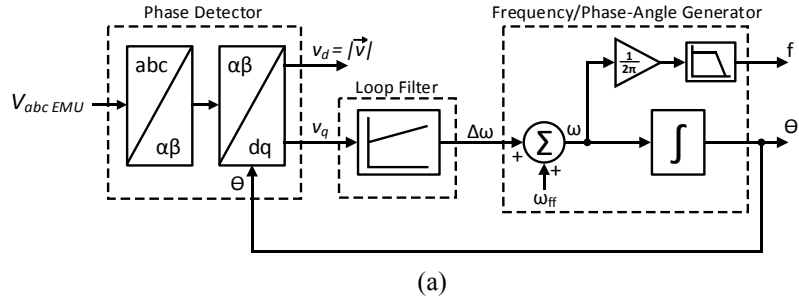 Phase Detector
Frequency/Phase-Angle Generator
abc
αβ
αβ
dq
V_abc EMU
v_d = |v⃗|
v_q
Loop Filter
Δω
+
Σ
+
ω_ff
ω
1/2π
f
∫
Θ
Θ
(a)